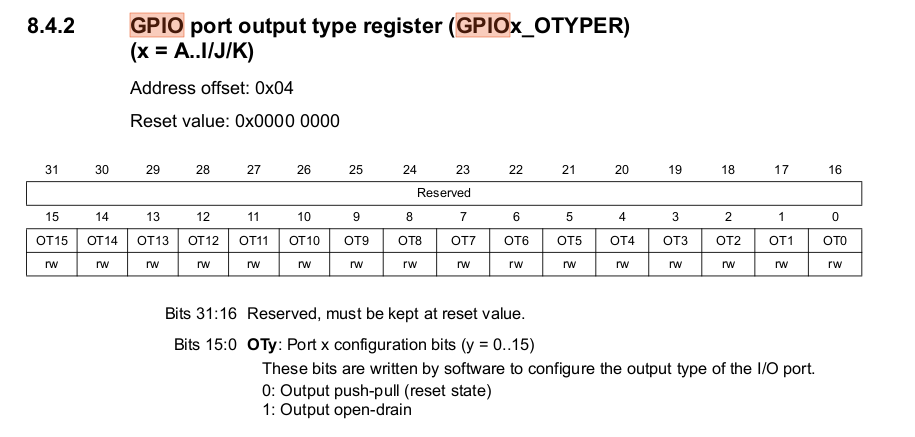 8.4.2 GPIO port output type register (GPIOx_OTYPER)
(x = A..I/J/K)
Address offset: 0x04
Reset value: 0x0000 0000
31 30 29 28 27 26 25 24 23 22 21 20 19 18 17 16
Reserved
15 14 13 12 11 10 9 8 7 6 5 4 3 2 1 0
OT15 OT14 OT13 OT12 OT11 OT10 OT9 OT8 OT7 OT6 OT5 OT4 OT3 OT2 OT1 OT0
rw rw rw rw rw rw rw rw rw rw rw rw rw rw rw rw
Bits 31:16 Reserved, must be kept at reset value.
Bits 15:0 OTy: Port x configuration bits (y = 0..15)
These bits are written by software to configure the output type of the I/O port.
0: Output push-pull (reset state)
1: Output open-drain